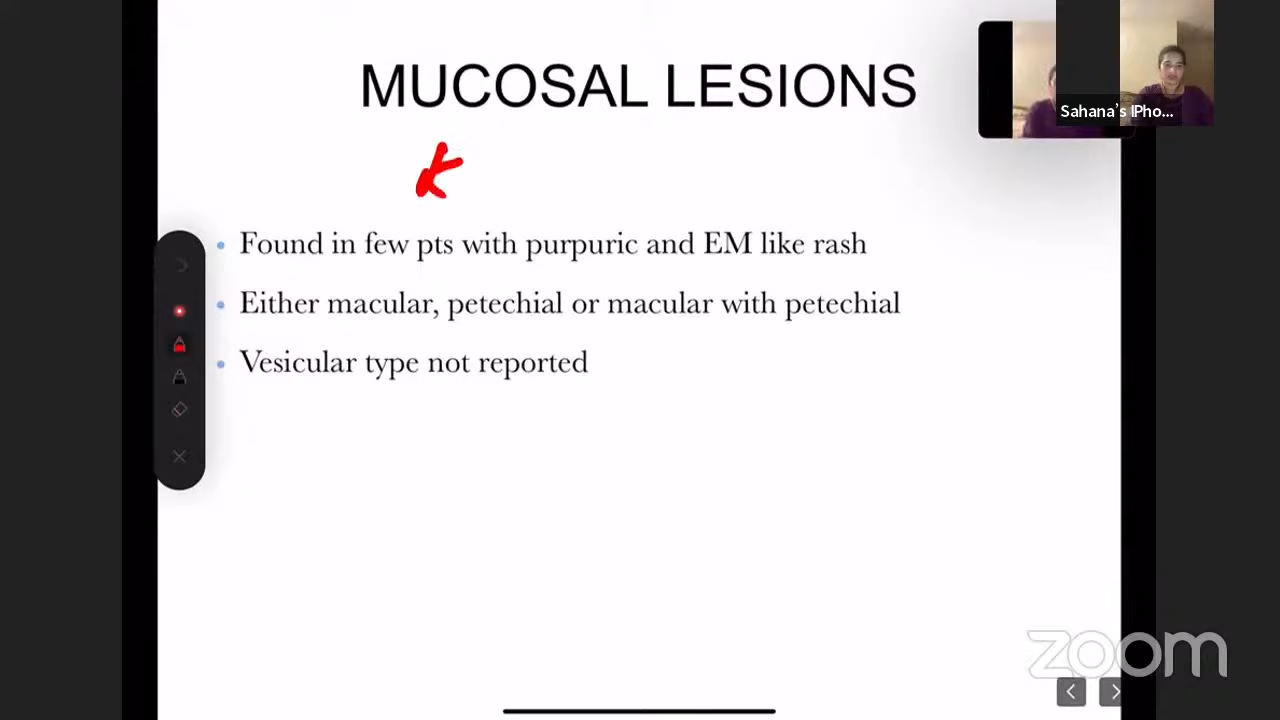 MUCOSAL LESIONS
Sahana's IPho...
Found in few pts with purpuric and EM like rash
Either macular, petechial or macular with petechial
Vesicular type not reported
zoom